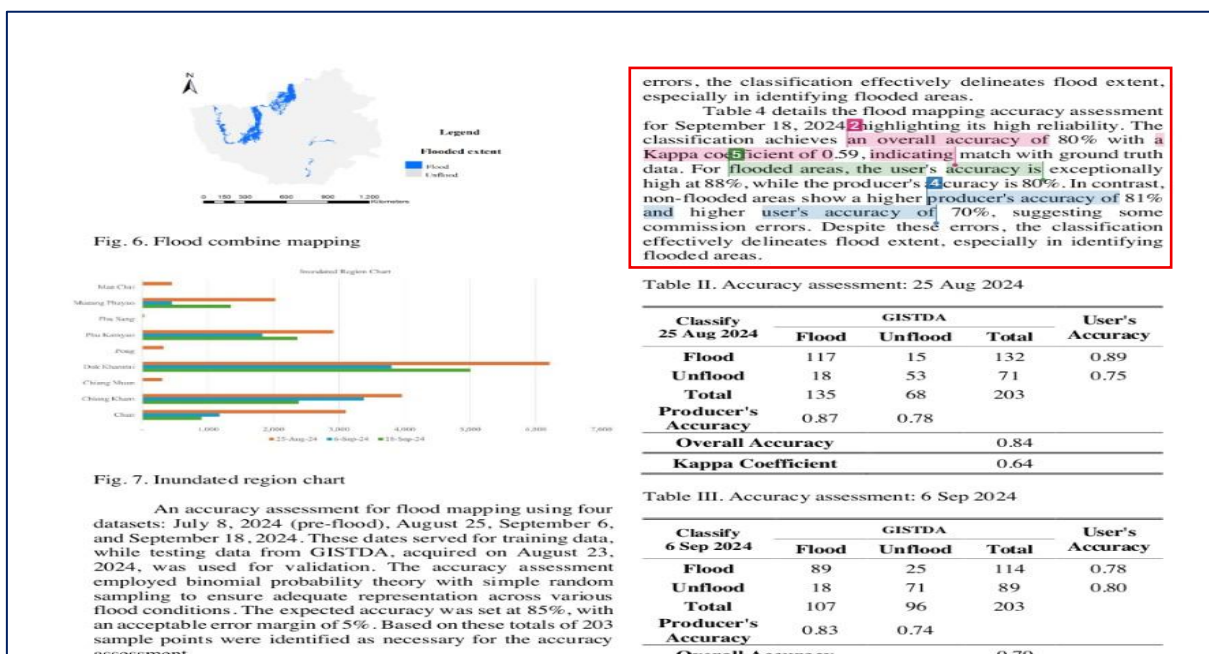 N
0 150 300 600 900 1,200
Kilometers
Legend
Flooded extent
Flood
Unflood
Fig. 6. Flood combine mapping
Inundated Region Chart
Mae Chai
Mueang Phayao
Phu Sang
Phu Kamyao
Pong
Dok Khamtai
Chiang Muan
Chiang Kham
Chun
- 1,000 2,000 3,000 4,000 5,000 6,000 7,000
25-Aug-24 6-Sep-24 18-Sep-24
Fig. 7. Inundated region chart
An accuracy assessment for flood mapping using four
datasets: July 8, 2024 (pre-flood), August 25, September 6,
and September 18, 2024. These dates served for training data,
while testing data from GISTDA, acquired on August 23,
2024, was used for validation. The accuracy assessment
employed binomial probability theory with simple random
sampling to ensure adequate representation across various
flood conditions. The expected accuracy was set at 85%, with
an acceptable error margin of 5%. Based on these totals of 203
sample points were identified as necessary for the accuracy
assessment
errors, the classification effectively delineates flood extent,
especially in identifying flooded areas.
Table 4 details the flood mapping accuracy assessment
for September 18, 2024 2 highlighting its high reliability. The
classification achieves an overall accuracy of 80% with a
Kappa coe 5 icient of 0.59, indicating match with ground truth
data. For flooded areas, the user's accuracy is exceptionally
high at 88%, while the producer's 4 curacy is 80%. In contrast,
non-flooded areas show a higher producer's accuracy of 81%
and higher user's accuracy of 70%, suggesting some
commission errors. Despite these errors, the classification
effectively delineates flood extent, especially in identifying
flooded areas.
Table II. Accuracy assessment: 25 Aug 2024
Classify GISTDA User's
25 Aug 2024 Flood Unflood Total Accuracy
Flood 117 15 132 0.89
Unflood 18 53 71 0.75
Total 135 68 203
Producer's
Accuracy 0.87 0.78
Overall Accuracy 0.84
Kappa Coefficient 0.64
Table III. Accuracy assessment: 6 Sep 2024
Classify GISTDA User's
6 Sep 2024 Flood Unflood Total Accuracy
Flood 89 25 114 0.78
Unflood 18 71 89 0.80
Total 107 96 203
Producer's
Accuracy 0.83 0.74
Overall Accuracy 0.79